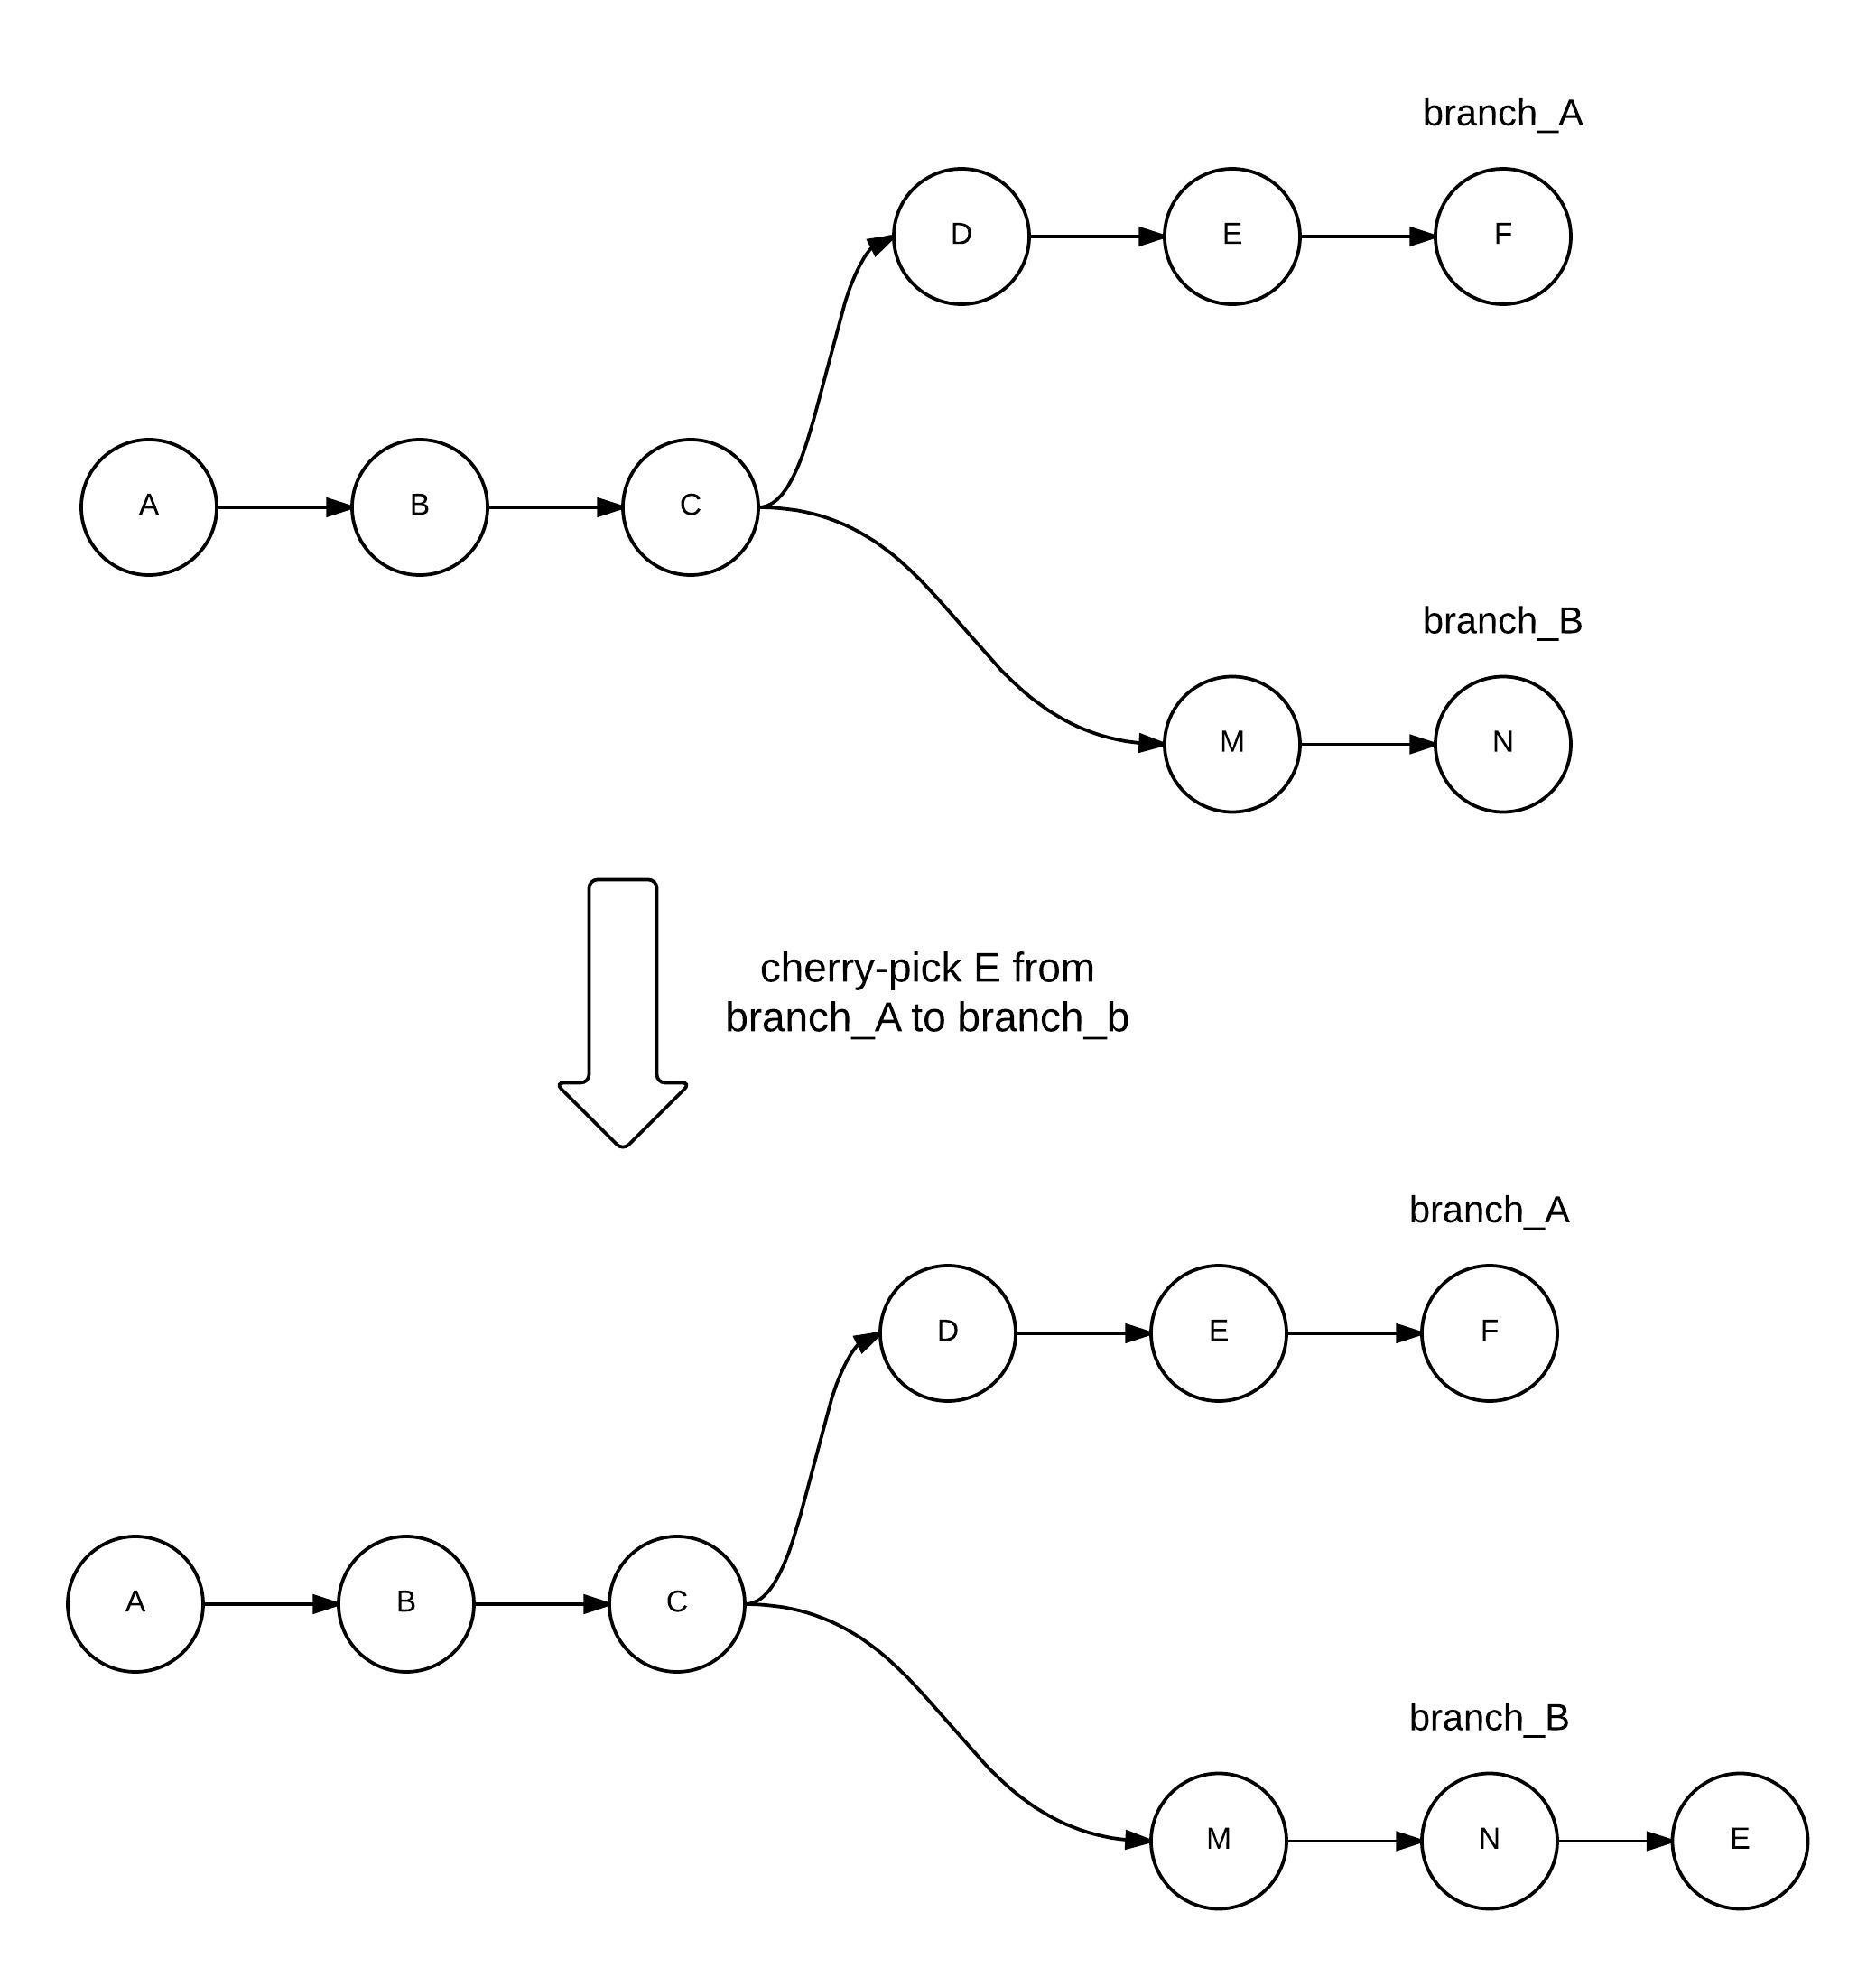 branch_A
D E F
A B C
branch_B
M N
cherry-pick E from
branch_A to branch_b
branch_A
D E F
A B C
branch_B
M N E